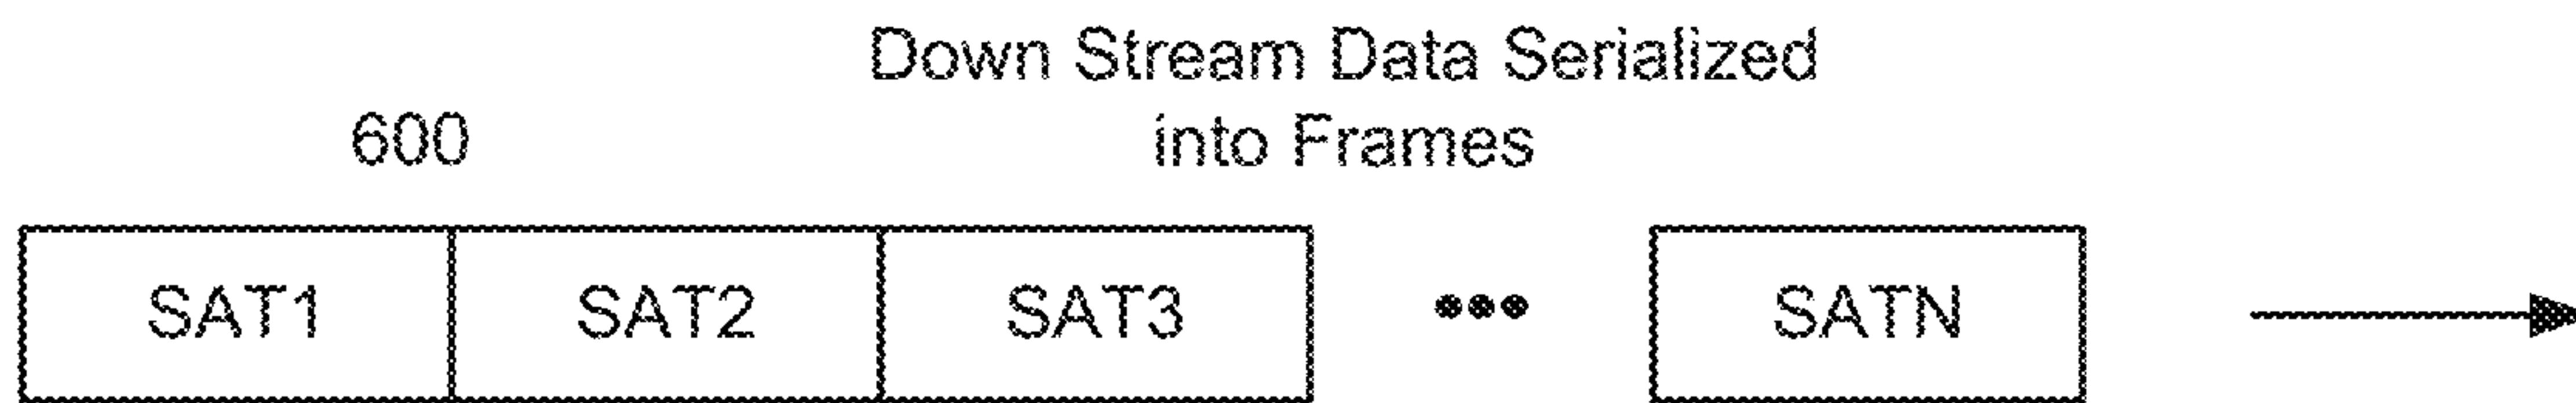 Down Stream Data Serialized
600 into Frames
SAT1 SAT2 SAT3 ••• SATN